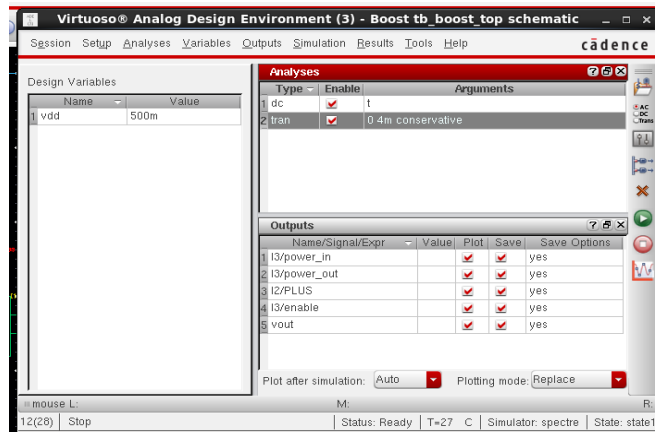 Virtuoso® Analog Design Environment (3) - Boost tb_boost_top schematic
Session Setup Analyses Variables Outputs Simulation Results Tools Help
cādence
Design Variables
Name Value
1 vdd 500m
Analyses
Type Enable Arguments
1 dc t
2 tran 0 4m conservative
AC
DC
Trans
Outputs
Name/Signal/Expr Value Plot Save Save Options
1 I3/power_in yes
2 I3/power_out yes
3 I2/PLUS yes
4 I3/enable yes
5 vout yes
Plot after simulation: Auto Plotting mode: Replace
mouse L: M: R:
12(28) Stop Status: Ready T=27 C Simulator: spectre State: state1